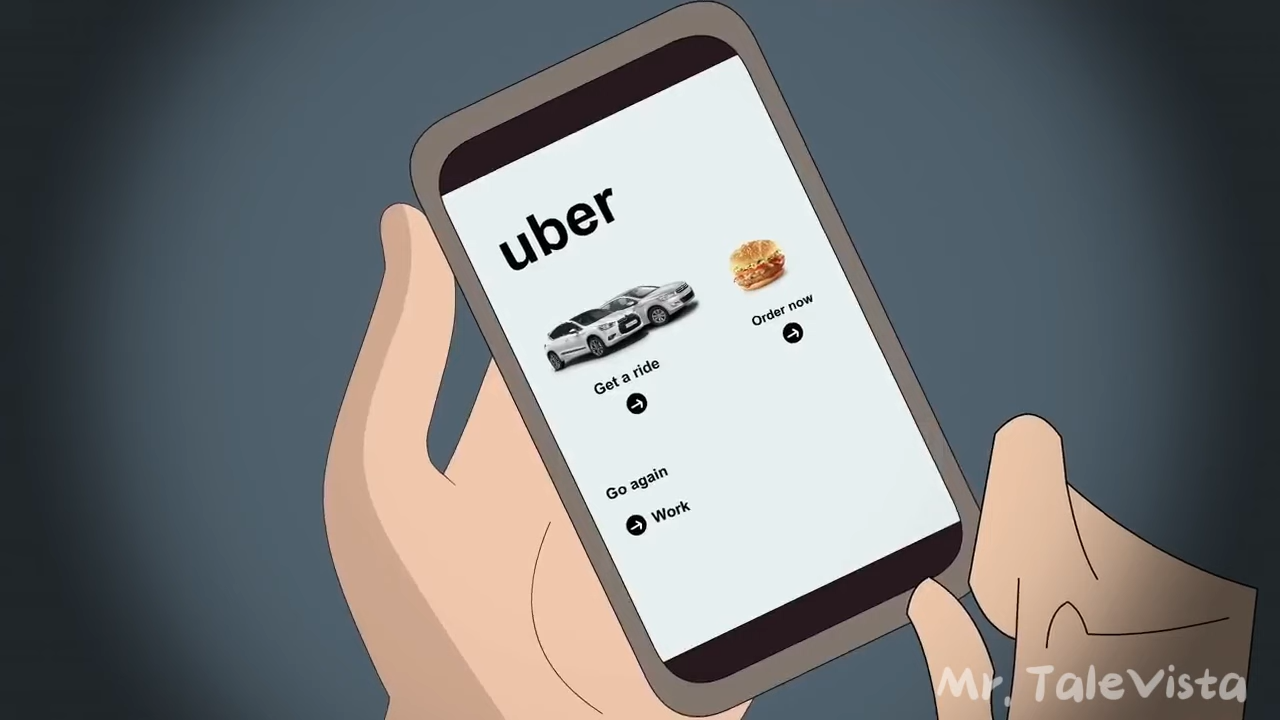 uber
Get a ride
Order now
Go again
Work
Mr. TaleVista